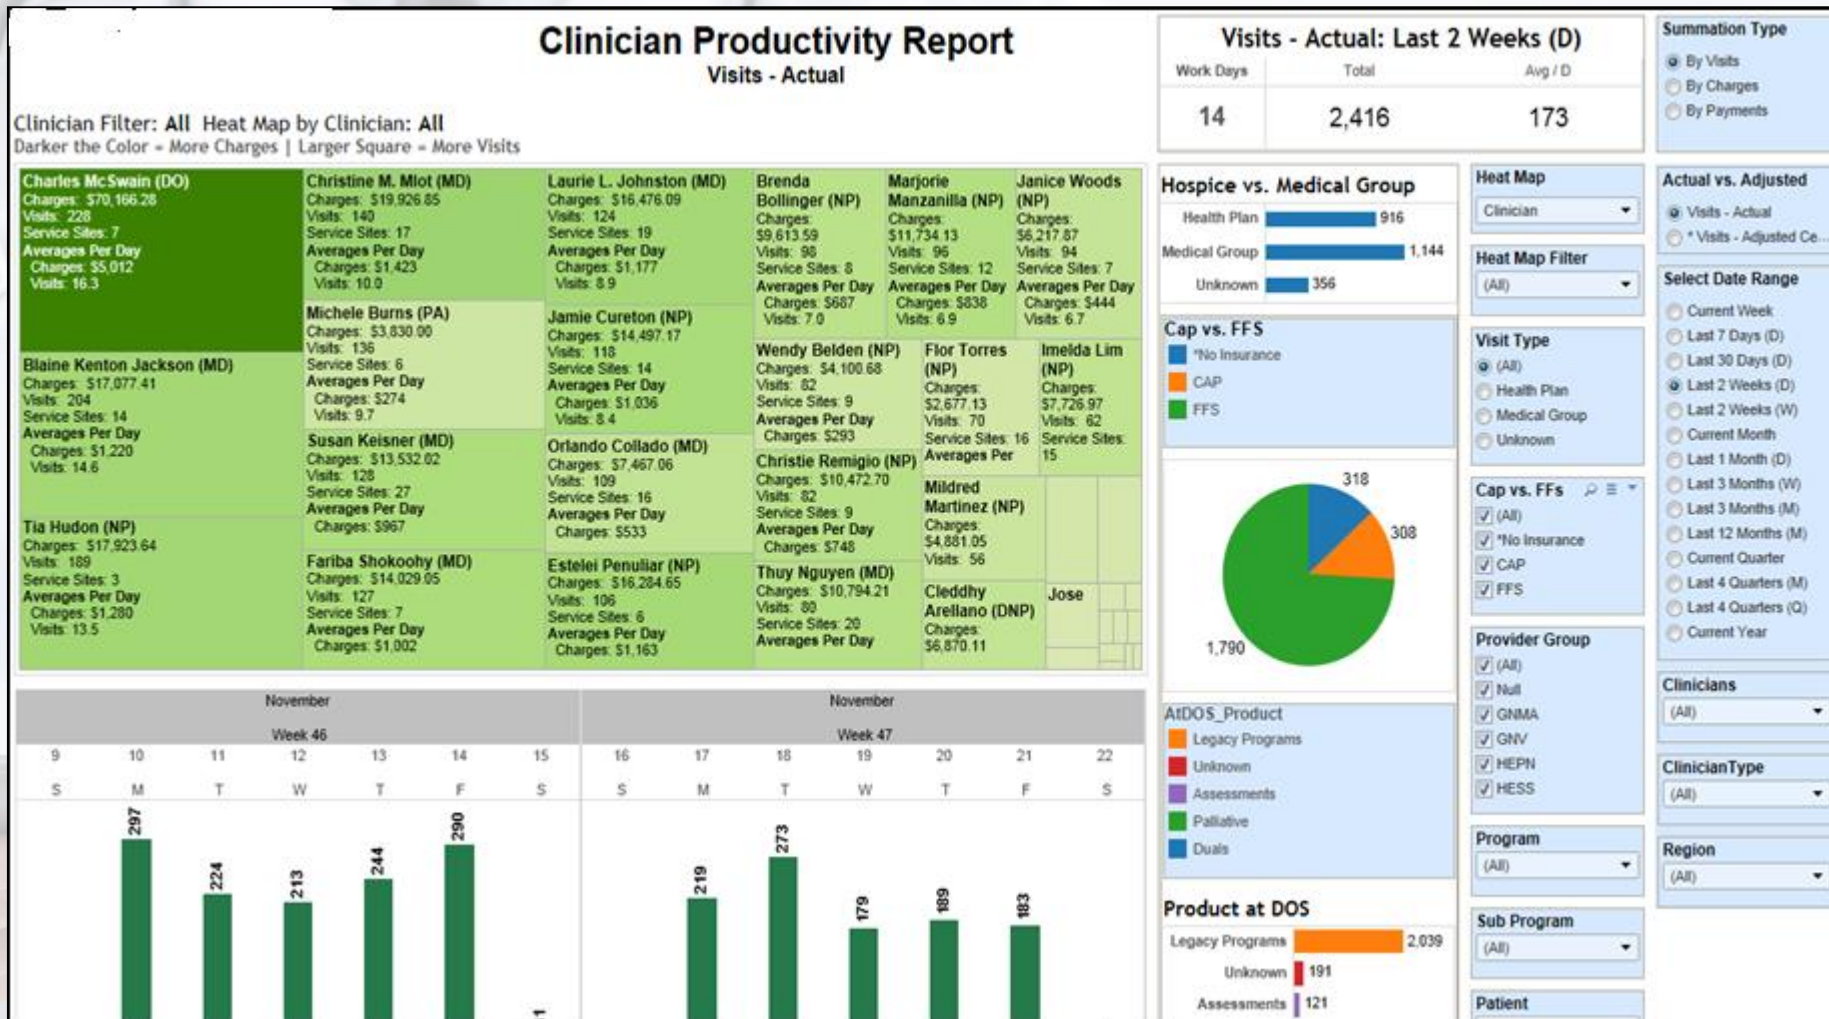 Clinician Productivity Report
Visits - Actual
Clinician Filter: All Heat Map by Clinician: All
Darker the Color = More Charges | Larger Square = More Visits
Charles McSwain (DO)
Charges: $70,166.28
Visits: 228
Service Sites: 7
Averages Per Day
Charges: $5,012
Visits: 16.3
Blaine Kenton Jackson (MD)
Charges: $17,077.41
Visits: 204
Service Sites: 14
Averages Per Day
Charges: $1,220
Visits: 14.6
Tia Hudon (NP)
Charges: $17,923.64
Visits: 189
Service Sites: 3
Averages Per Day
Charges: $1,280
Visits: 13.5
Christine M. Mlot (MD)
Charges: $19,926.85
Visits: 140
Service Sites: 17
Averages Per Day
Charges: $1,423
Visits: 10.0
Michele Burns (PA)
Charges: $3,830.00
Visits: 136
Service Sites: 6
Averages Per Day
Charges: $274
Visits: 9.7
Susan Keisner (MD)
Charges: $13,532.02
Visits: 128
Service Sites: 27
Averages Per Day
Charges: $967
Fariba Shokoohy (MD)
Charges: $14,029.05
Visits: 127
Service Sites: 7
Averages Per Day
Charges: $1,002
Laurie L. Johnston (MD)
Charges: $16,476.09
Visits: 124
Service Sites: 19
Averages Per Day
Charges: $1,177
Visits: 8.9
Jamie Cureton (NP)
Charges: $14,497.17
Visits: 118
Service Sites: 14
Averages Per Day
Charges: $1,036
Visits: 8.4
Orlando Collado (MD)
Charges: $7,467.06
Visits: 109
Service Sites: 16
Averages Per Day
Charges: $533
Estelei Penuliar (NP)
Charges: $16,284.65
Visits: 106
Service Sites: 6
Averages Per Day
Charges: $1,163
Brenda
Bollinger (NP)
Charges:
$9,613.59
Visits: 98
Service Sites: 8
Averages Per Day
Charges: $687
Visits: 7.0
Marjorie
Manzanilla (NP)
Charges:
$11,734.13
Visits: 96
Service Sites: 12
Averages Per Day
Charges: $838
Visits: 6.9
Janice Woods
(NP)
Charges:
$6,217.87
Visits: 94
Service Sites: 7
Averages Per Day
Charges: $444
Visits: 6.7
Wendy Belden (NP)
Charges: $4,100.68
Visits: 82
Service Sites: 9
Averages Per Day
Charges: $293
Christie Remigio (NP)
Charges: $10,472.70
Visits: 82
Service Sites: 9
Averages Per Day
Charges: $748
Thuy Nguyen (MD)
Charges: $10,794.21
Visits: 80
Service Sites: 20
Averages Per Day
Flor Torres
(NP)
Charges:
$2,677.13
Visits: 70
Service Sites: 16
Averages Per
Imelda Lim
(NP)
Charges:
$7,726.97
Visits: 62
Service Sites:
15
Mildred
Martinez (NP)
Charges:
$4,881.05
Visits: 56
Cleddhy
Arellano (DNP)
Charges:
$6,870.11
Jose
November November
Week 46 Week 47
9 10 11 12 13 14 15 16 17 18 19 20 21 22
S M T W T F S S M T W T F S
297 224 213 244 290 1 219 273 179 189 183
Visits - Actual: Last 2 Weeks (D)
Work Days Total Avg / D
14 2,416 173
Hospice vs. Medical Group
Health Plan 916
Medical Group 1,144
Unknown 356
Cap vs. FFS
*No Insurance
CAP
FFS
318
308
1,790
AtDOS_Product
Legacy Programs
Unknown
Assessments
Palliative
Duals
Product at DOS
Legacy Programs 2,039
Unknown 191
Assessments 121
Heat Map
Clinician
Heat Map Filter
(All)
Visit Type
(All)
Health Plan
Medical Group
Unknown
Cap vs. FFs
(All)
*No Insurance
CAP
FFS
Provider Group
(All)
Null
GNMA
GNV
HEPN
HESS
Program
(All)
Sub Program
(All)
Patient
Summation Type
By Visits
By Charges
By Payments
Actual vs. Adjusted
Visits - Actual
* Visits - Adjusted Ce...
Select Date Range
Current Week
Last 7 Days (D)
Last 30 Days (D)
Last 2 Weeks (D)
Last 2 Weeks (W)
Current Month
Last 1 Month (D)
Last 3 Months (W)
Last 3 Months (M)
Last 12 Months (M)
Current Quarter
Last 4 Quarters (M)
Last 4 Quarters (Q)
Current Year
Clinicians
(All)
ClinicianType
(All)
Region
(All)